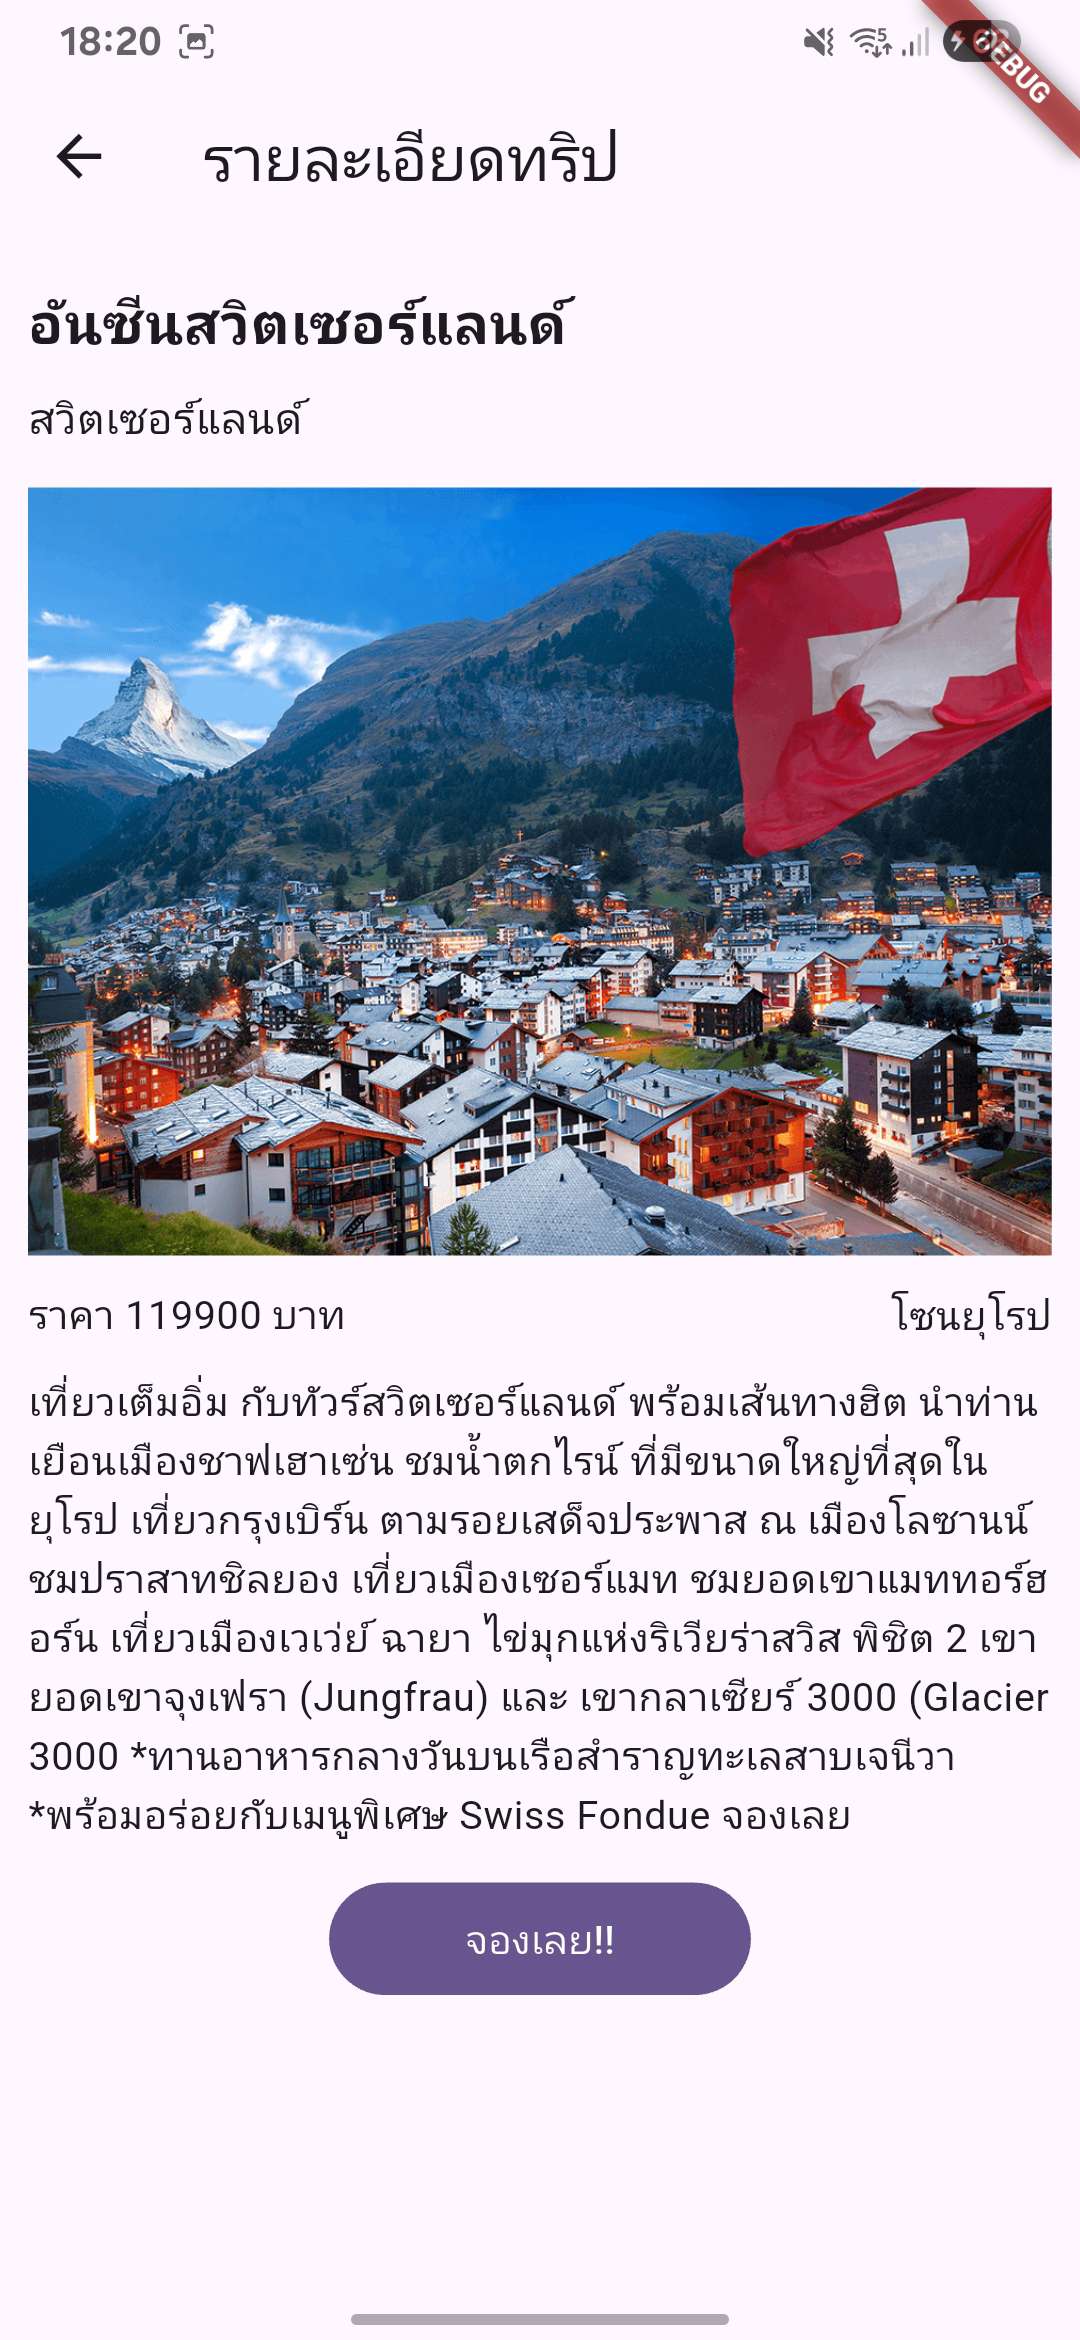 18:20
DEBUG
รายละเอียดทริป
อันซีนสวิตเซอร์แลนด์
สวิตเซอร์แลนด์
ราคา 119900 บาท
โซนยุโรป
เที่ยวเต็มอิ่ม กับทัวร์สวิตเซอร์แลนด์ พร้อมเส้นทางฮิต นำท่าน
เยือนเมืองชาฟเฮาเซ่น ชมน้ำตกไรน์ ที่มีขนาดใหญ่ที่สุดใน
ยุโรป เที่ยวกรุงเบิร์น ตามรอยเสด็จประพาส ณ เมืองโลซานน์
ชมปราสาทชิลยอง เที่ยวเมืองเซอร์แมท ชมยอดเขาแมททอร์ฮ
อร์น เที่ยวเมืองเวเว่ย์ ฉายา ไข่มุกแห่งริเวียร่าสวิส พิชิต 2 เขา
ยอดเขาจุงเฟรา (Jungfrau) และ เขากลาเซียร์ 3000 (Glacier
3000 *ทานอาหารกลางวันบนเรือสำราญทะเลสาบเจนีวา
*พร้อมอร่อยกับเมนูพิเศษ Swiss Fondue จองเลย
จองเลย!!